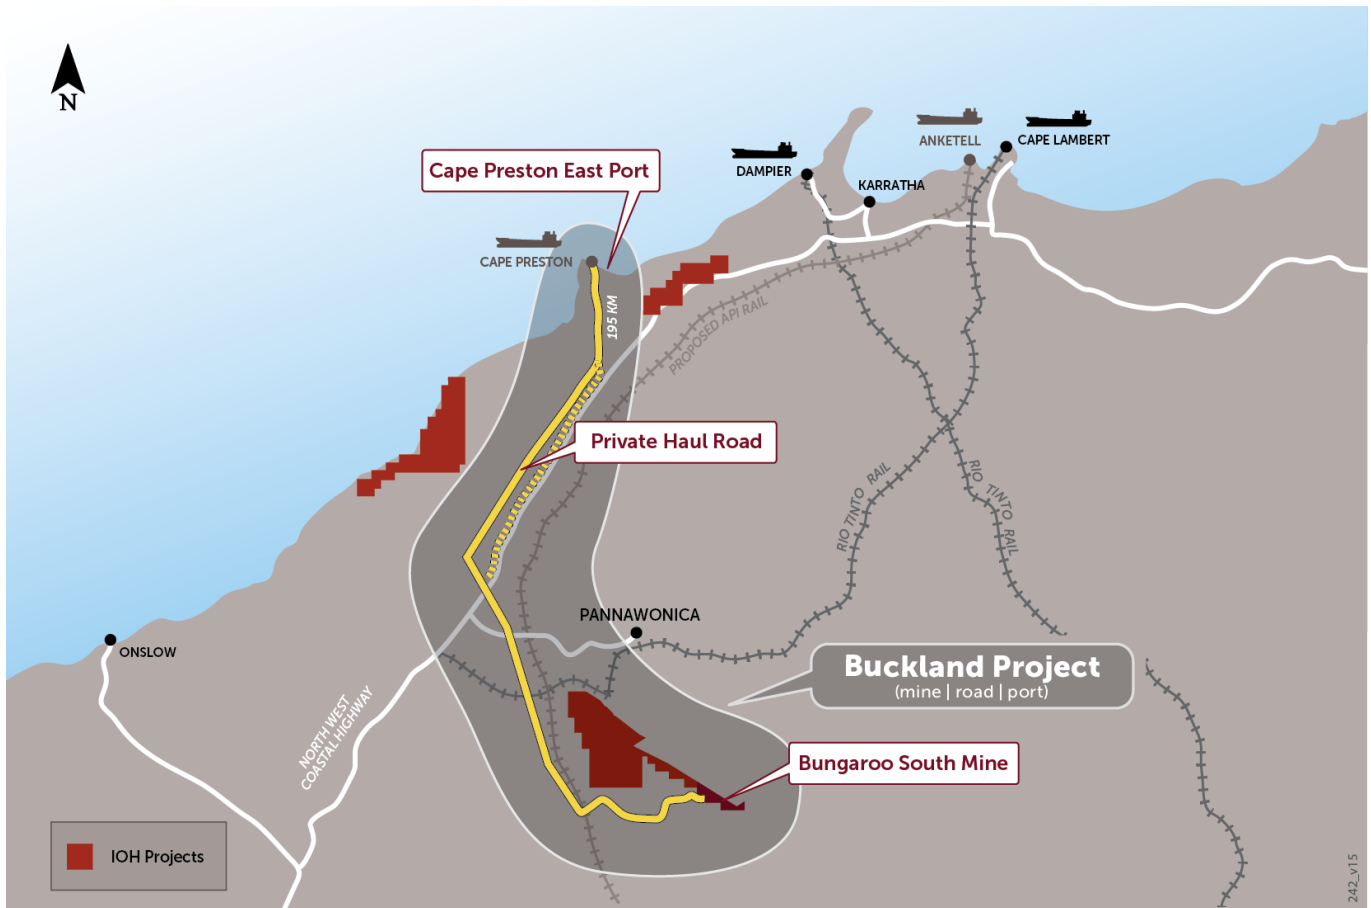 N
ANKETELL
CAPE LAMBERT
DAMPIER
KARRATHA
Cape Preston East Port
CAPE PRESTON
195 KM
PROPOSED API RAIL
Private Haul Road
RIO TINTO RAIL
RIO TINTO RAIL
PANNAWONICA
ONSLOW
Buckland Project
(mine | road | port)
NORTH WEST
COASTAL HIGHWAY
Bungaroo South Mine
IOH Projects
242_v15